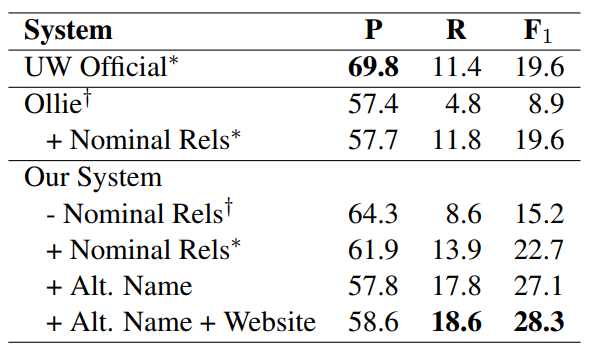 System P R F1
UW Official* 69.8 11.4 19.6
Ollie† 57.4 4.8 8.9
+ Nominal Rels* 57.7 11.8 19.6
Our System
- Nominal Rels† 64.3 8.6 15.2
+ Nominal Rels* 61.9 13.9 22.7
+ Alt. Name 57.8 17.8 27.1
+ Alt. Name + Website 58.6 18.6 28.3